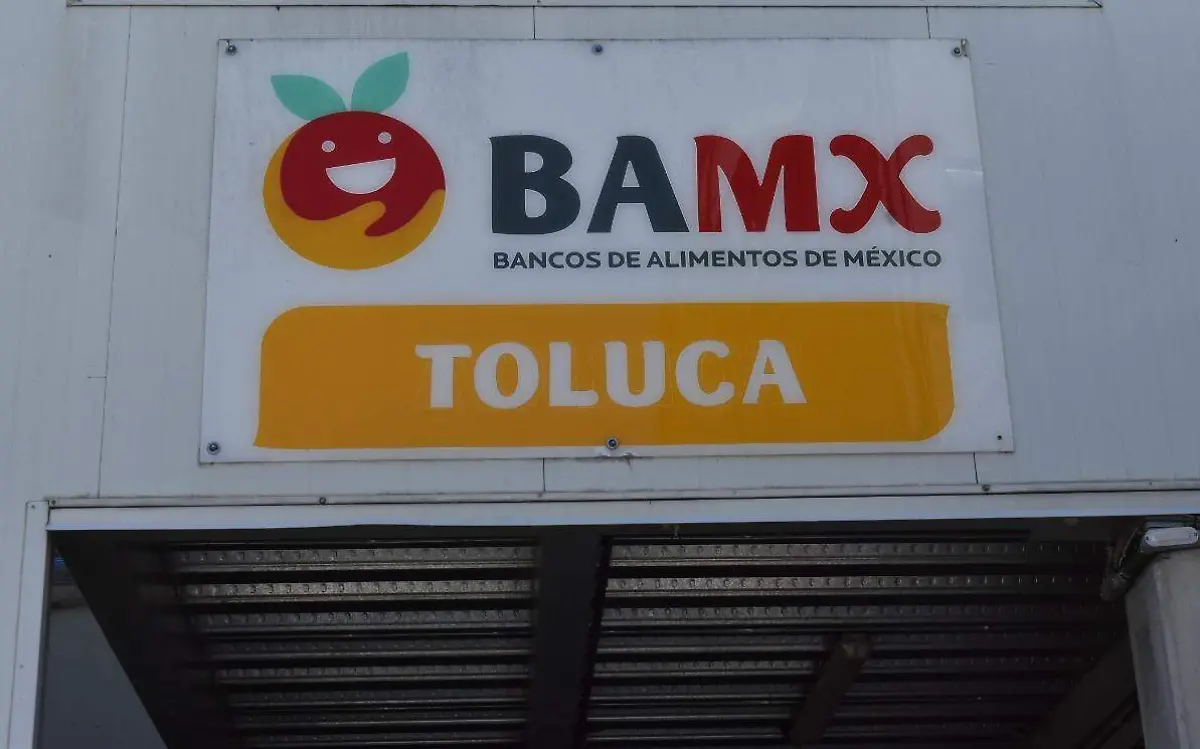 BAMX
BANCOS DE ALIMENTOS DE MÉXICO
TOLUCA